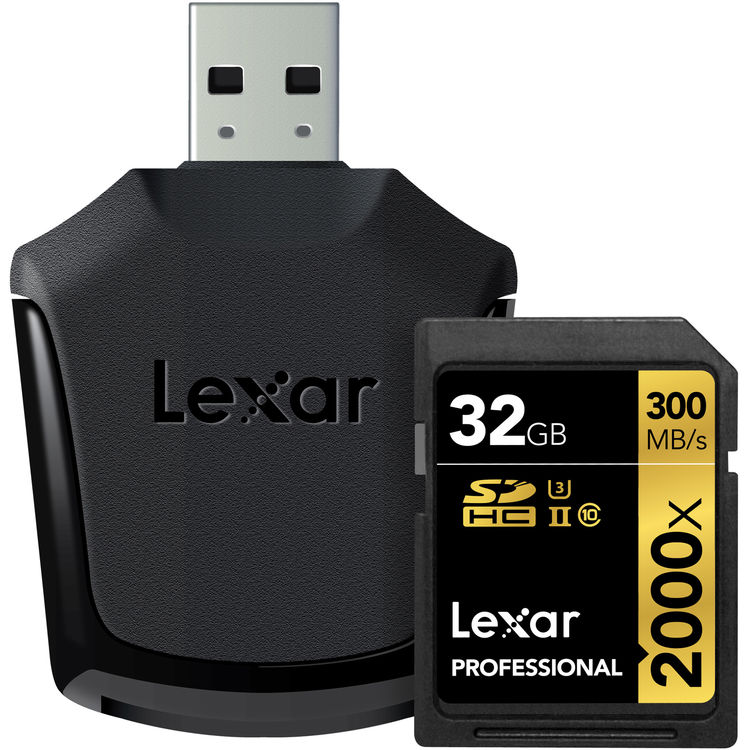 Lexar
32GB
300
MB/s
SD
HC II
3
10
Lexar
PROFESSIONAL
2000x